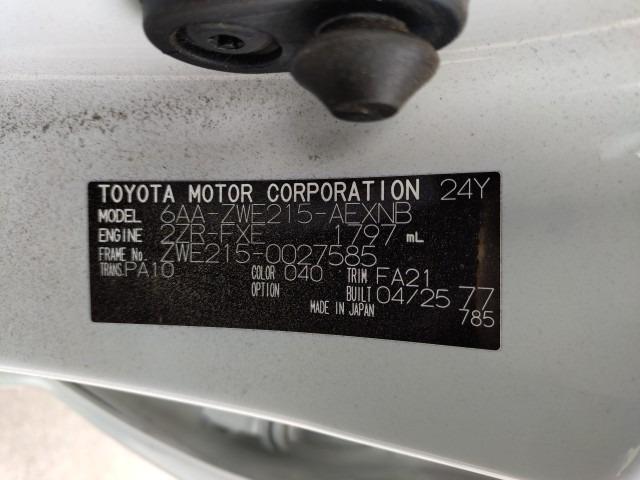 TOYOTA MOTOR CORPORATION 24Y
MODEL 6AA-ZWE215-AEXNB
ENGINE 2ZR-FXE 1797 mL
FRAME No. ZWE215-0027585
TRANS. PA10 COLOR 040 TRIM FA21
OPTION BUILT 04/25 77
MADE IN JAPAN 785